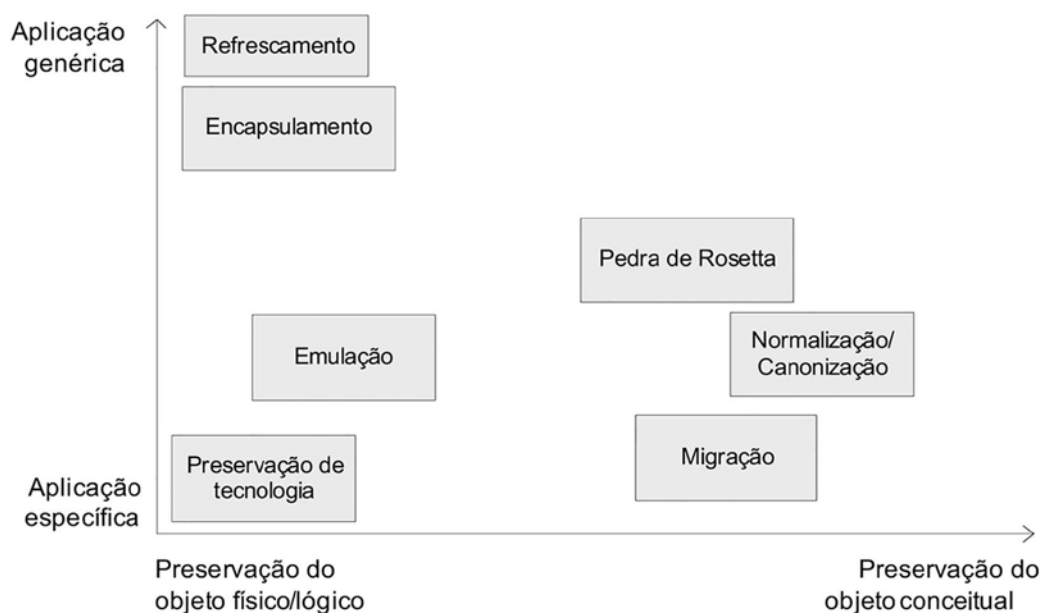 Aplicação
genérica
Refrescamento
Encapsulamento
Pedra de Rosetta
Emulação
Normalização/
Canonização
Preservação de
tecnologia
Migração
Aplicação
específica
Preservação do
objeto físico/lógico
Preservação do
objeto conceitual